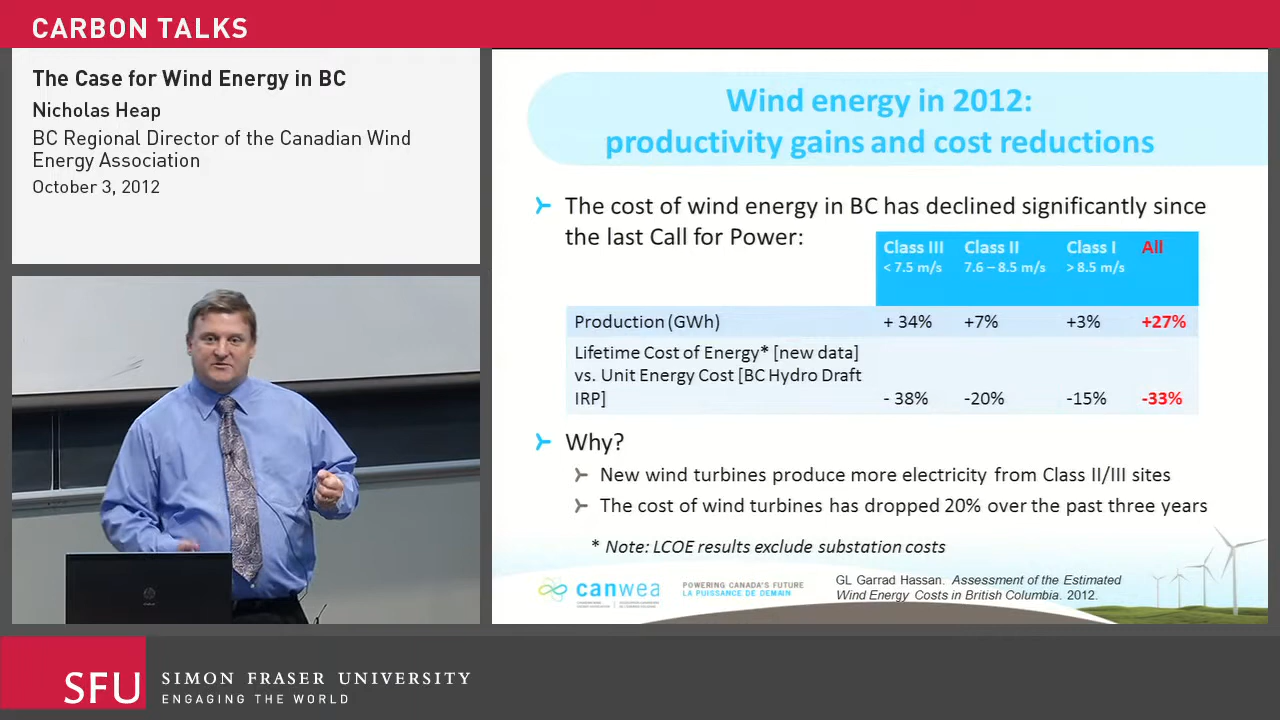 CARBON TALKS
The Case for Wind Energy in BC
Nicholas Heap
BC Regional Director of the Canadian Wind
Energy Association
October 3, 2012
Wind energy in 2012:
productivity gains and cost reductions
The cost of wind energy in BC has declined significantly since
the last Call for Power:
Class III Class II Class I All
< 7.5 m/s 7.6 – 8.5 m/s > 8.5 m/s
Production (GWh) + 34% +7% +3% +27%
Lifetime Cost of Energy* [new data]
vs. Unit Energy Cost [BC Hydro Draft
IRP] - 38% -20% -15% -33%
Why?
New wind turbines produce more electricity from Class II/III sites
The cost of wind turbines has dropped 20% over the past three years
* Note: LCOE results exclude substation costs
canwea
POWERING CANADA'S FUTURE
LA PUISSANCE DE DEMAIN
GL Garrad Hassan. Assessment of the Estimated
Wind Energy Costs in British Columbia. 2012.
SFU
SIMON FRASER UNIVERSITY
ENGAGING THE WORLD